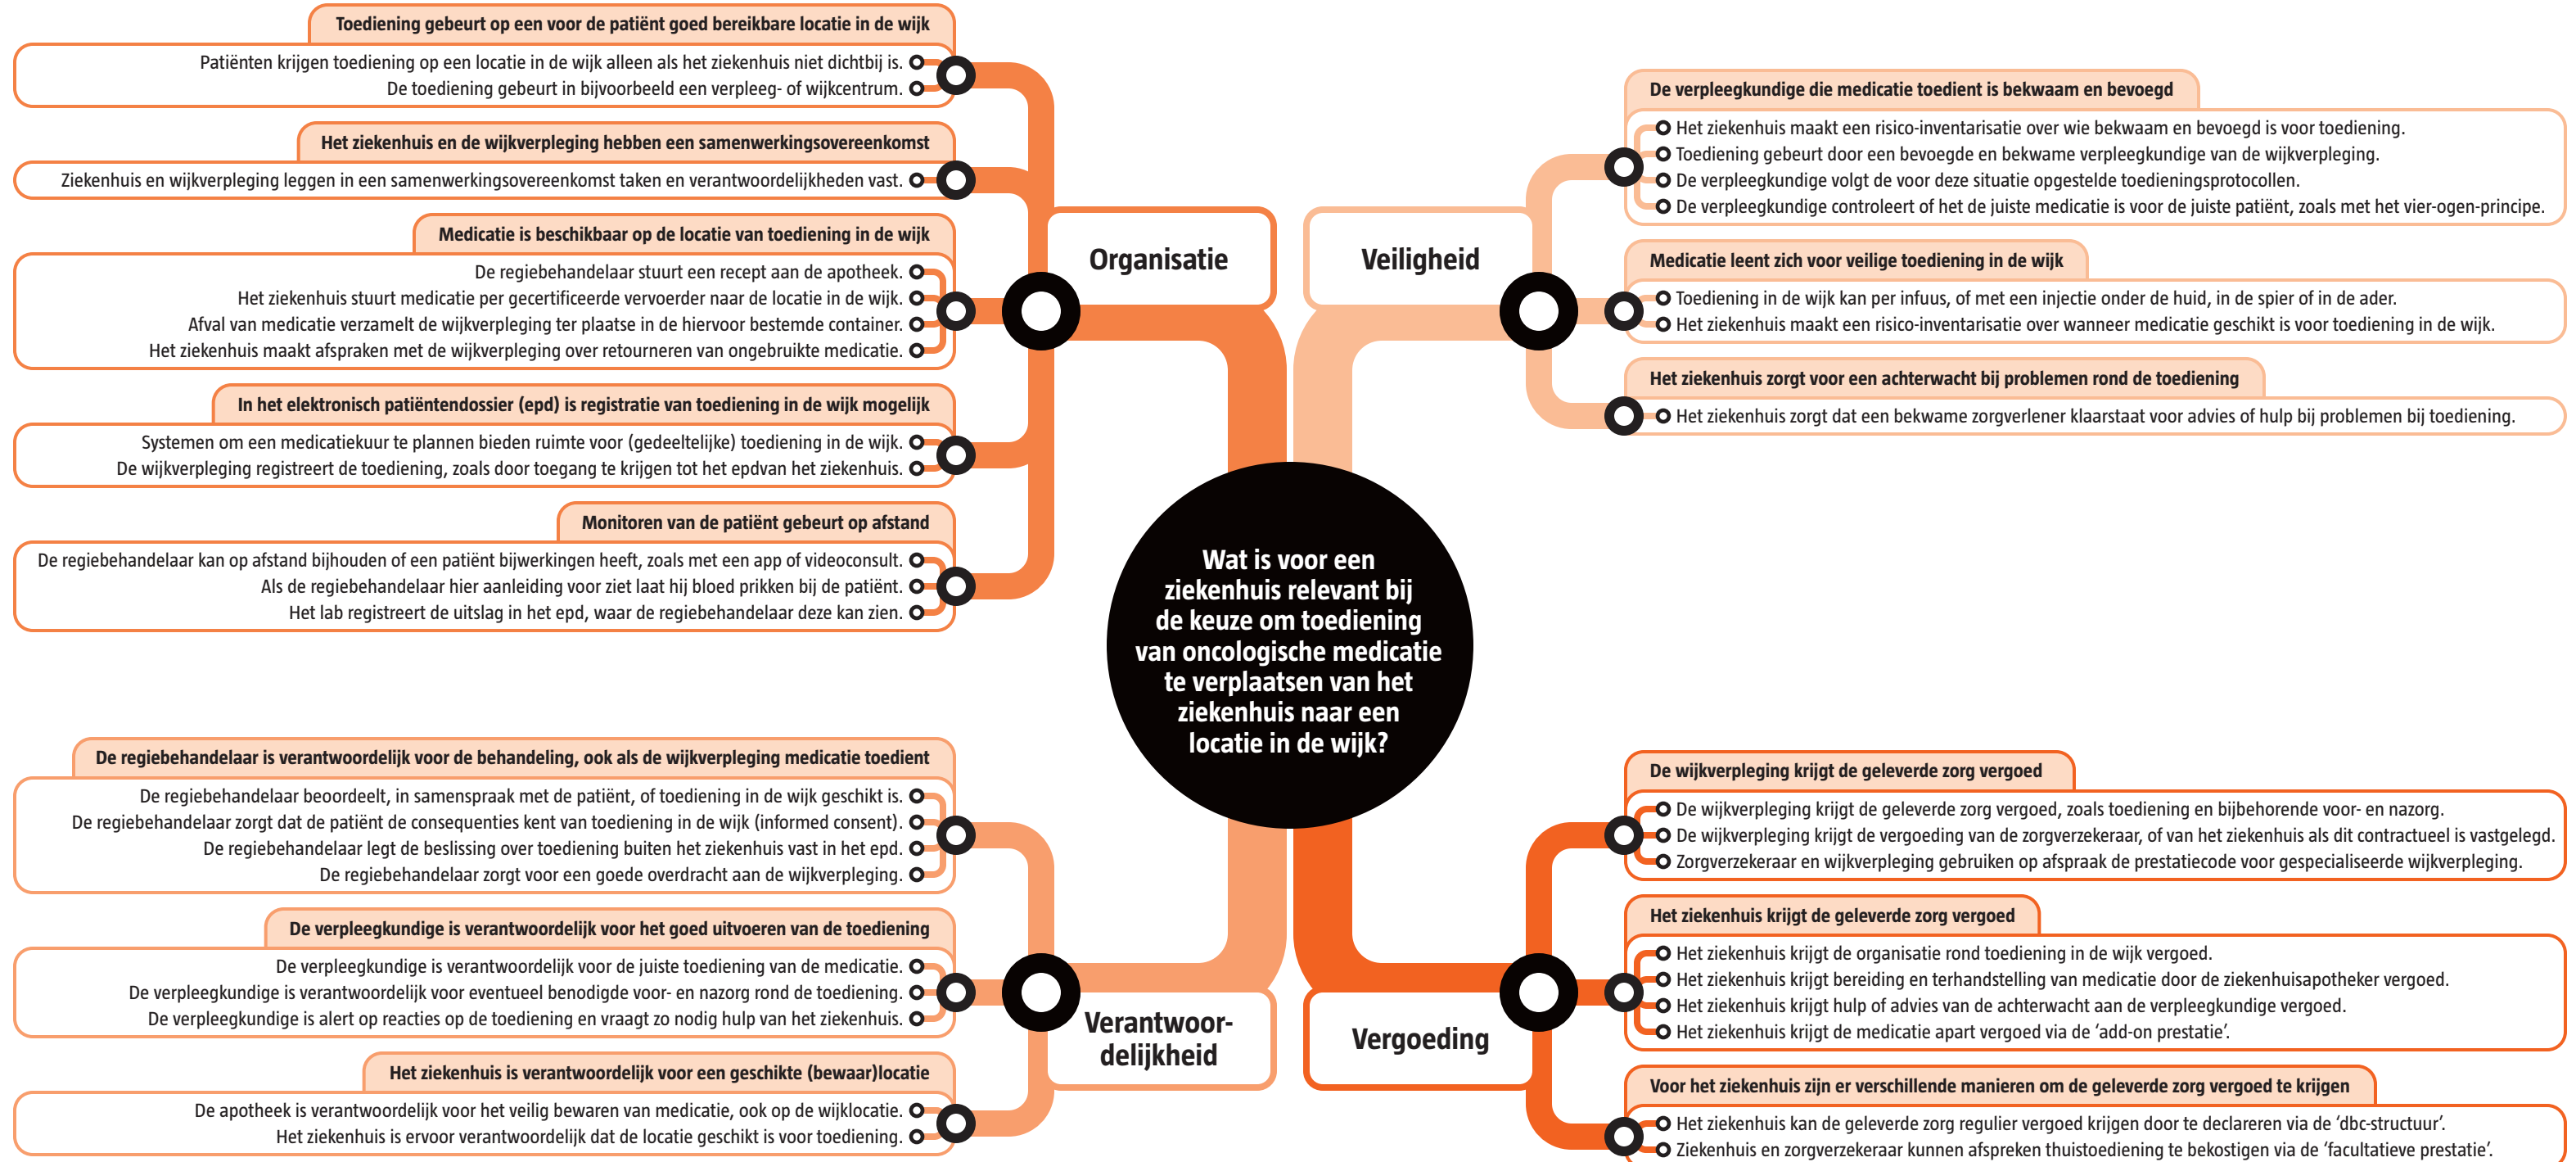 Toediening gebeurt op een voor de patiënt goed bereikbare locatie in de wijk
Patiënten krijgen toediening op een locatie in de wijk alleen als het ziekenhuis niet dichtbij is.
De toediening gebeurt in bijvoorbeeld een verpleeg- of wijkcentrum.
Het ziekenhuis en de wijkverpleging hebben een samenwerkingsovereenkomst
Ziekenhuis en wijkverpleging leggen in een samenwerkingsovereenkomst taken en verantwoordelijkheden vast.
Medicatie is beschikbaar op de locatie van toediening in de wijk
De regiebehandelaar stuurt een recept aan de apotheek.
Het ziekenhuis stuurt medicatie per gecertificeerde vervoerder naar de locatie in de wijk.
Afval van medicatie verzamelt de wijkverpleging ter plaatse in de hiervoor bestemde container.
Het ziekenhuis maakt afspraken met de wijkverpleging over retourneren van ongebruikte medicatie.
In het elektronisch patiëntendossier (epd) is registratie van toediening in de wijk mogelijk
Systemen om een medicatiekuur te plannen bieden ruimte voor (gedeeltelijke) toediening in de wijk.
De wijkverpleging registreert de toediening, zoals door toegang te krijgen tot het epdvan het ziekenhuis.
Monitoren van de patiënt gebeurt op afstand
De regiebehandelaar kan op afstand bijhouden of een patiënt bijwerkingen heeft, zoals met een app of videoconsult.
Als de regiebehandelaar hier aanleiding voor ziet laat hij bloed prikken bij de patiënt.
Het lab registreert de uitslag in het epd, waar de regiebehandelaar deze kan zien.
Organisatie
Veiligheid
De verpleegkundige die medicatie toedient is bekwaam en bevoegd
Het ziekenhuis maakt een risico-inventarisatie over wie bekwaam en bevoegd is voor toediening.
Toediening gebeurt door een bevoegde en bekwame verpleegkundige van de wijkverpleging.
De verpleegkundige volgt de voor deze situatie opgestelde toedieningsprotocollen.
De verpleegkundige controleert of het de juiste medicatie is voor de juiste patiënt, zoals met het vier-ogen-principe.
Medicatie leent zich voor veilige toediening in de wijk
Toediening in de wijk kan per infuus, of met een injectie onder de huid, in de spier of in de ader.
Het ziekenhuis maakt een risico-inventarisatie over wanneer medicatie geschikt is voor toediening in de wijk.
Het ziekenhuis zorgt voor een achterwacht bij problemen rond de toediening
Het ziekenhuis zorgt dat een bekwame zorgverlener klaarstaat voor advies of hulp bij problemen bij toediening.
Wat is voor een
ziekenhuis relevant bij
de keuze om toediening
van oncologische medicatie
te verplaatsen van het
ziekenhuis naar een
locatie in de wijk?
De regiebehandelaar is verantwoordelijk voor de behandeling, ook als de wijkverpleging medicatie toedient
De regiebehandelaar beoordeelt, in samenspraak met de patiënt, of toediening in de wijk geschikt is.
De regiebehandelaar zorgt dat de patiënt de consequenties kent van toediening in de wijk (informed consent).
De regiebehandelaar legt de beslissing over toediening buiten het ziekenhuis vast in het epd.
De regiebehandelaar zorgt voor een goede overdracht aan de wijkverpleging.
De verpleegkundige is verantwoordelijk voor het goed uitvoeren van de toediening
De verpleegkundige is verantwoordelijk voor de juiste toediening van de medicatie.
De verpleegkundige is verantwoordelijk voor eventueel benodigde voor- en nazorg rond de toediening.
De verpleegkundige is alert op reacties op de toediening en vraagt zo nodig hulp van het ziekenhuis.
Het ziekenhuis is verantwoordelijk voor een geschikte (bewaar)locatie
De apotheek is verantwoordelijk voor het veilig bewaren van medicatie, ook op de wijklocatie.
Het ziekenhuis is ervoor verantwoordelijk dat de locatie geschikt is voor toediening.
Verantwoor-
delijkheid
Vergoeding
De wijkverpleging krijgt de geleverde zorg vergoed
De wijkverpleging krijgt de geleverde zorg vergoed, zoals toediening en bijbehorende voor- en nazorg.
De wijkverpleging krijgt de vergoeding van de zorgverzekeraar, of van het ziekenhuis als dit contractueel is vastgelegd.
Zorgverzekeraar en wijkverpleging gebruiken op afspraak de prestatiecode voor gespecialiseerde wijkverpleging.
Het ziekenhuis krijgt de geleverde zorg vergoed
Het ziekenhuis krijgt de organisatie rond toediening in de wijk vergoed.
Het ziekenhuis krijgt bereiding en terhandstelling van medicatie door de ziekenhuisapotheker vergoed.
Het ziekenhuis krijgt hulp of advies van de achterwacht aan de verpleegkundige vergoed.
Het ziekenhuis krijgt de medicatie apart vergoed via de ‘add-on prestatie’.
Voor het ziekenhuis zijn er verschillende manieren om de geleverde zorg vergoed te krijgen
Het ziekenhuis kan de geleverde zorg regulier vergoed krijgen door te declareren via de ‘dbc-structuur’.
Ziekenhuis en zorgverzekeraar kunnen afspreken thuistoediening te bekostigen via de ‘facultatieve prestatie’.